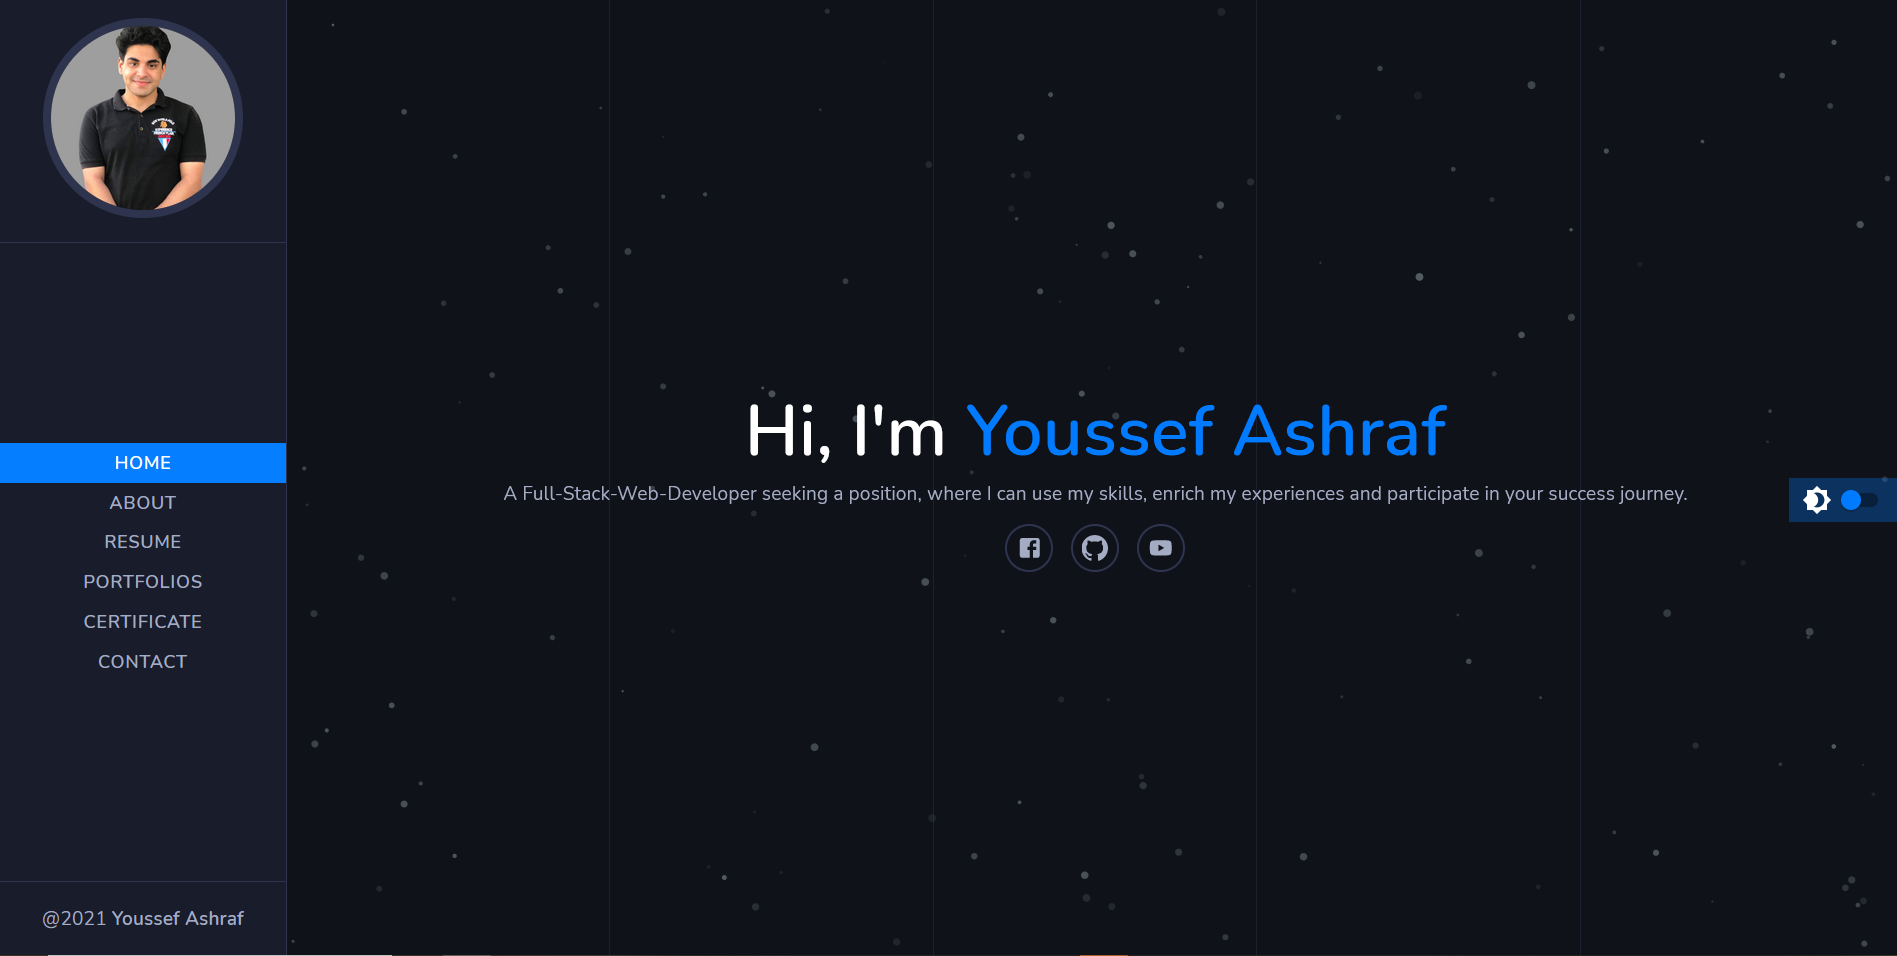 HOME
ABOUT
RESUME
PORTFOLIOS
CERTIFICATE
CONTACT
@2021 Youssef Ashraf
Hi, I'm Youssef Ashraf
A Full-Stack-Web-Developer seeking a position, where I can use my skills, enrich my experiences and participate in your success journey.